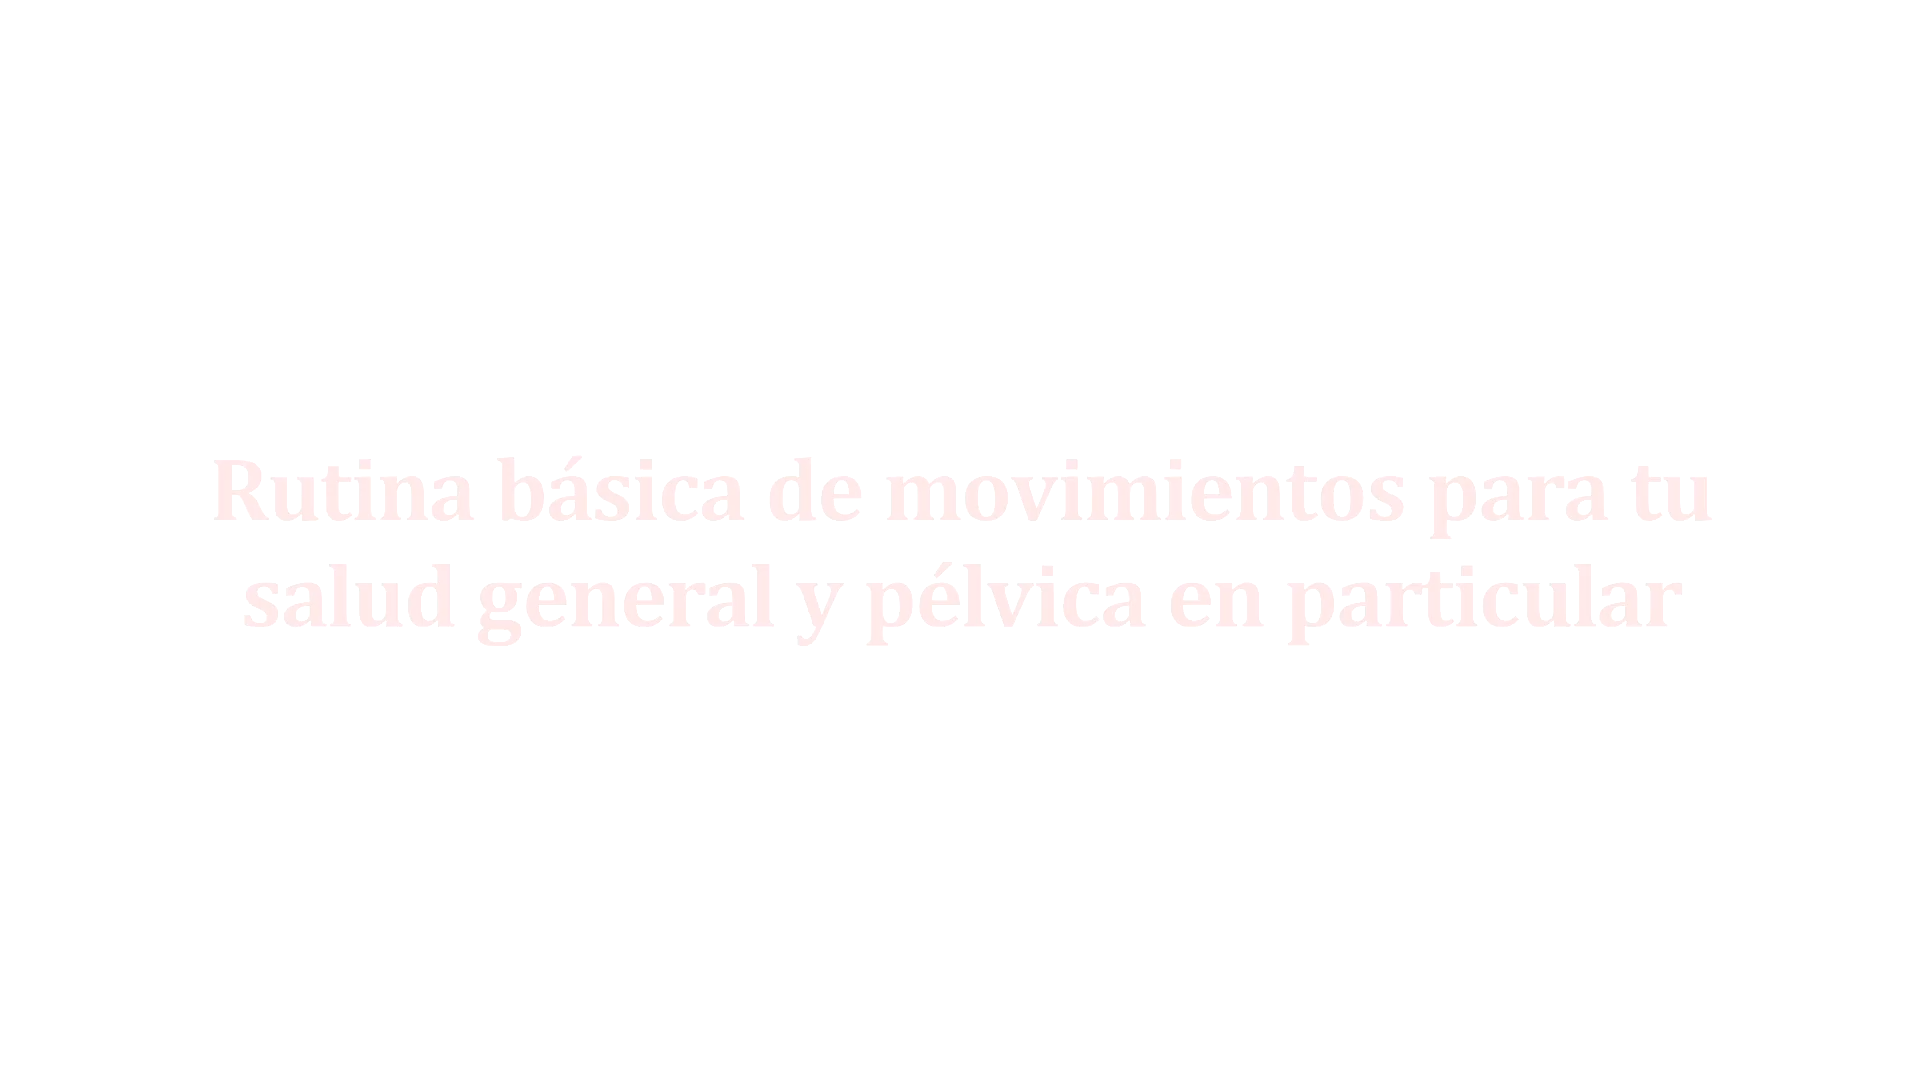 Rutina básica de movimientos para tu
salud general y pélvica en particular